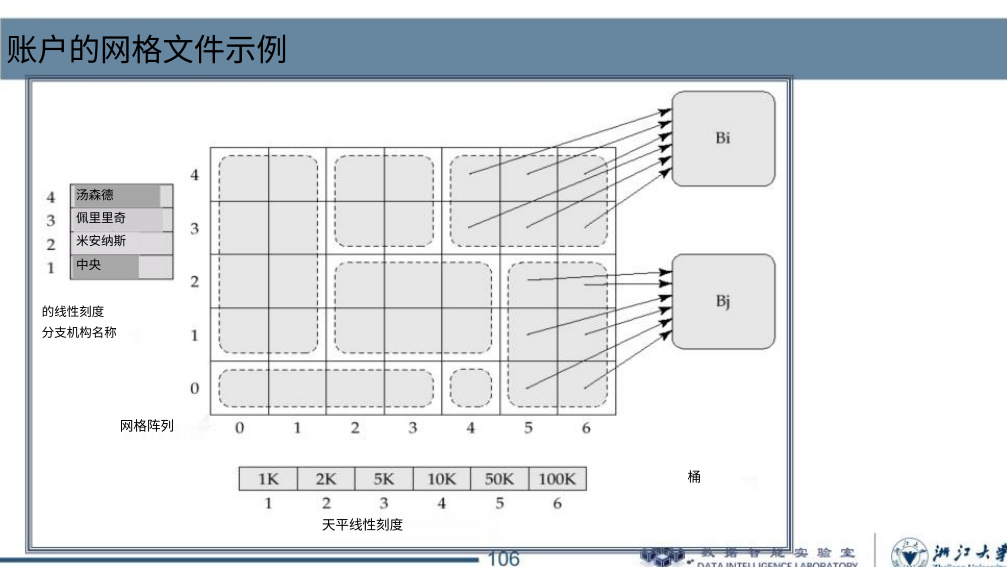 账户的网格文件示例
Bi
4
4 汤森德
3 佩里里奇
3
2 米安纳斯
1 中央
2
Bj
的线性刻度
1
分支机构名称
0
网格阵列
0 1 2 3 4 5 6
1K 2K 5K 10K 50K 100K
桶
1 2 3 4 5 6
天平线性刻度
106
数据智能实验室
DATA INTELLIGENCE LABORATORY
浙江大学